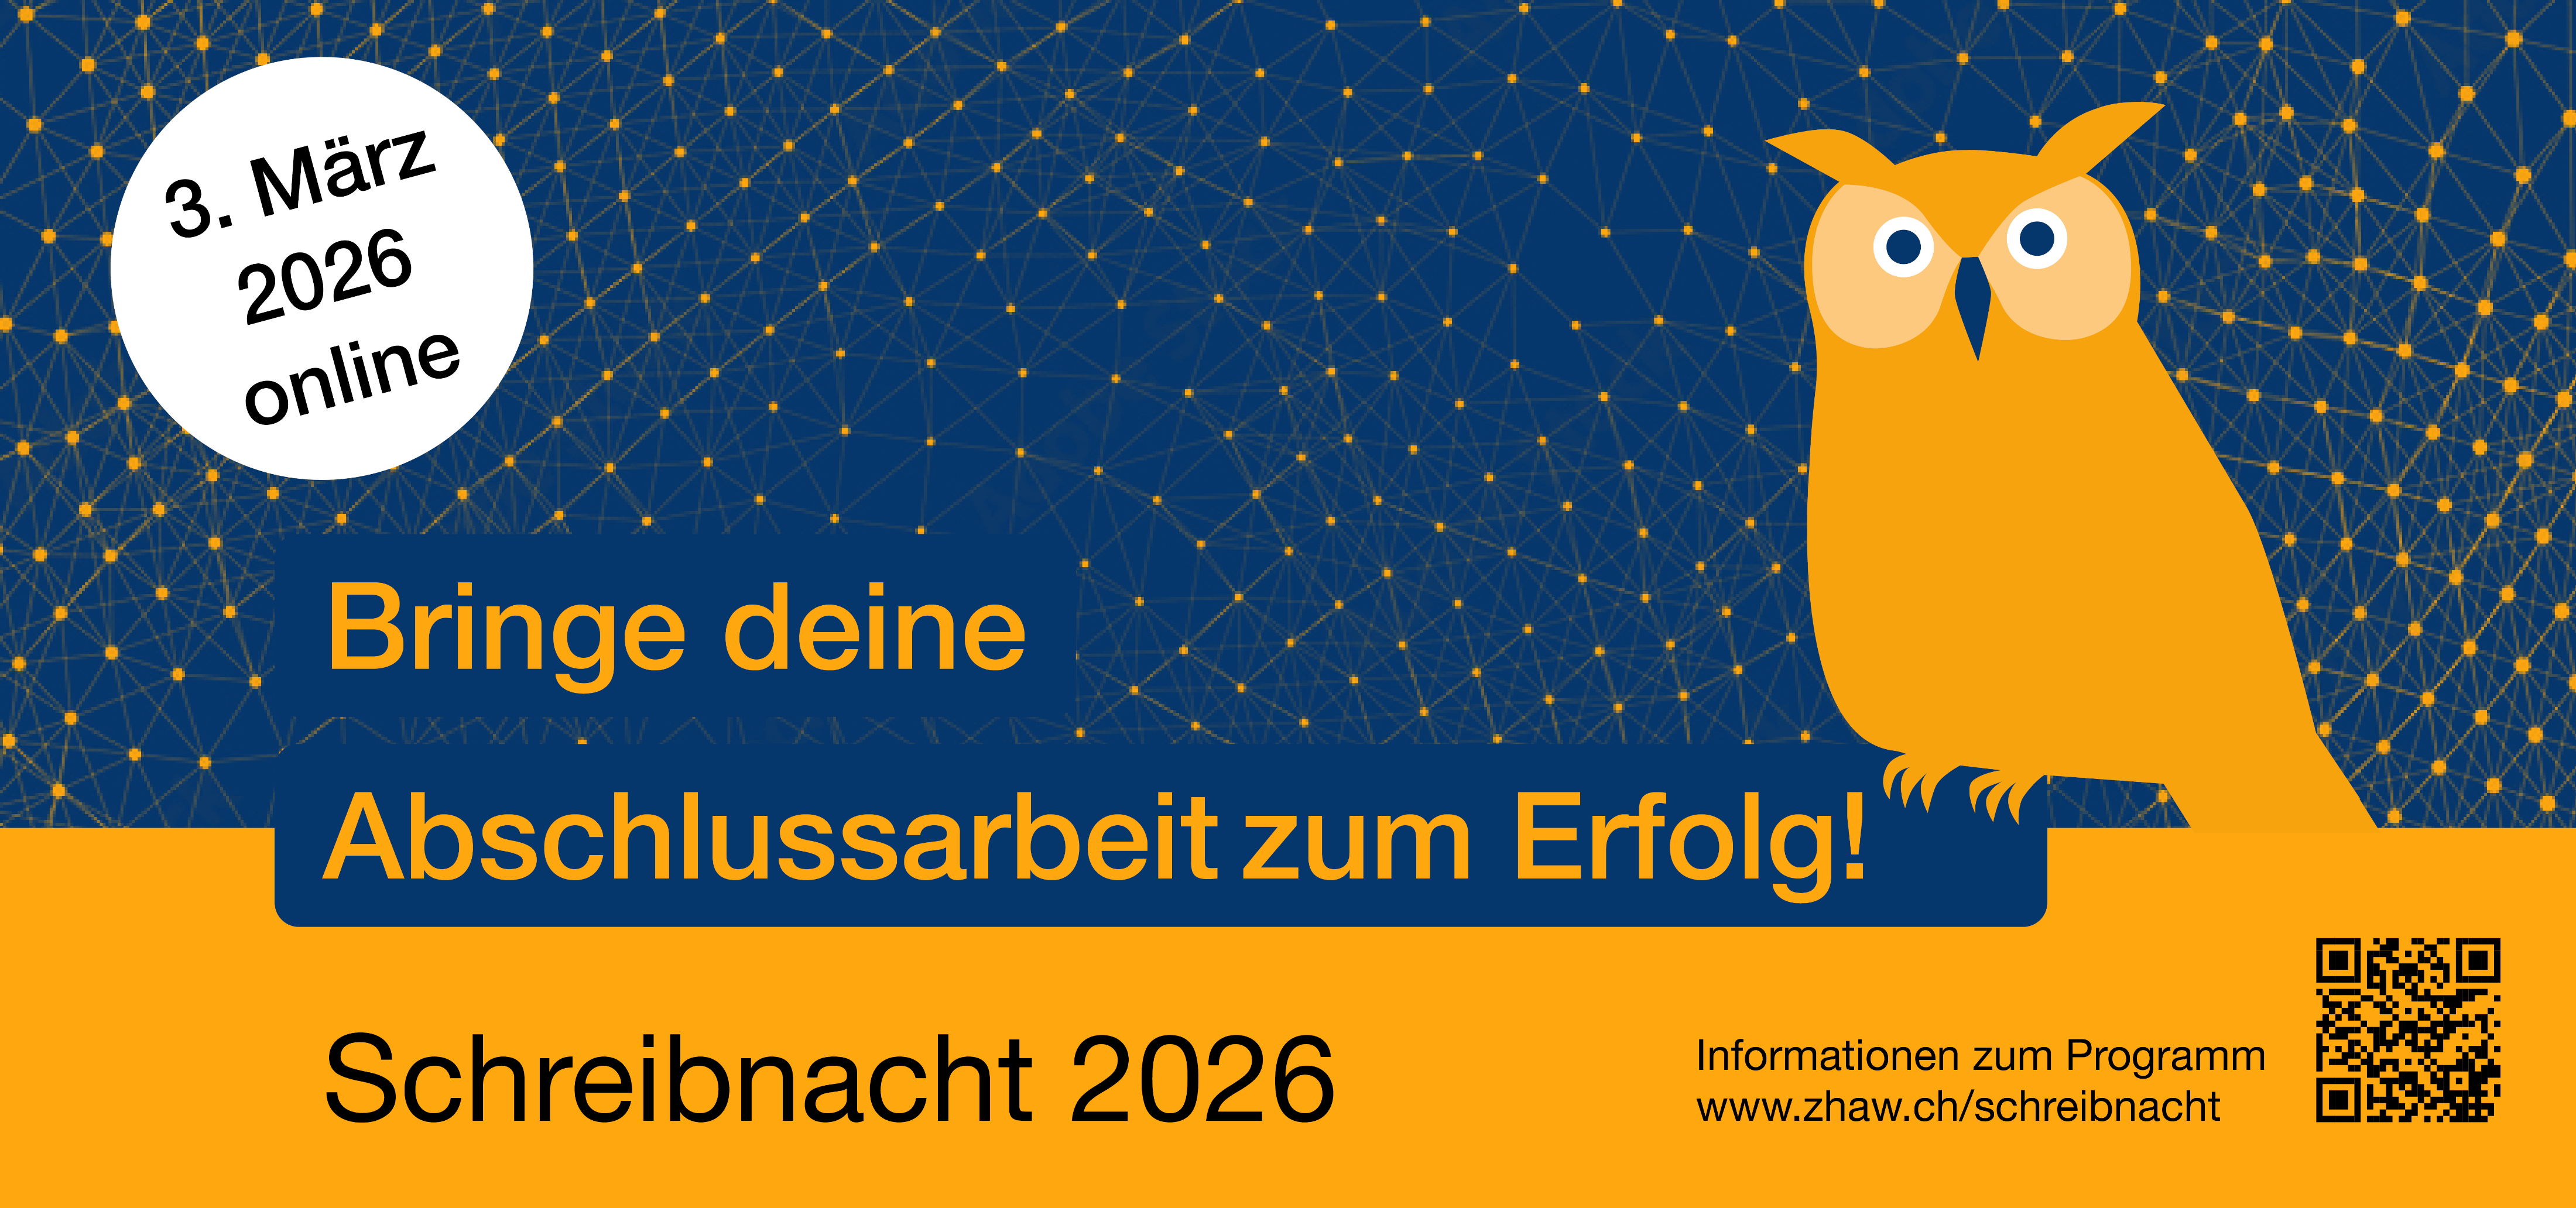 3. März
2026
online
Bringe deine
Abschlussarbeit zum Erfolg!
Schreibnacht 2026
Informationen zum Programm
www.zhaw.ch/schreibnacht